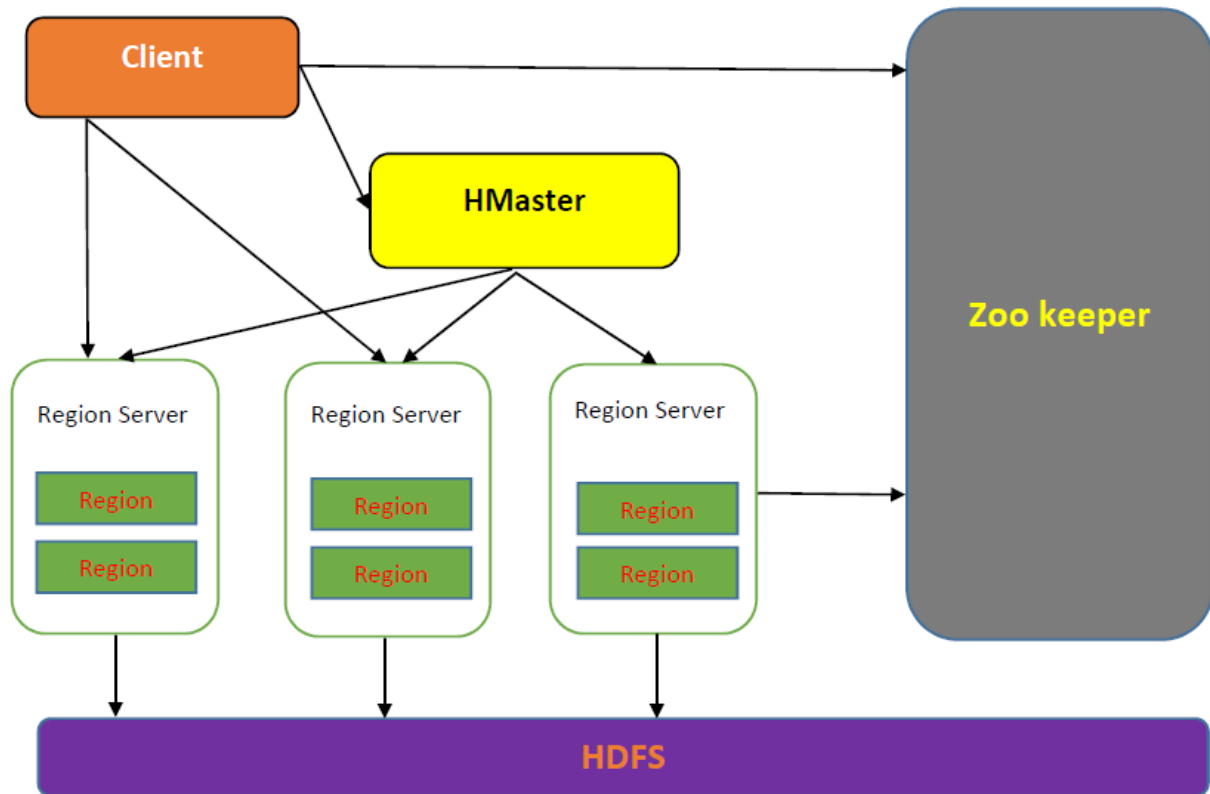 Client
HMaster
Zoo keeper
Region Server
Region
Region
Region Server
Region
Region
Region Server
Region
Region
HDFS